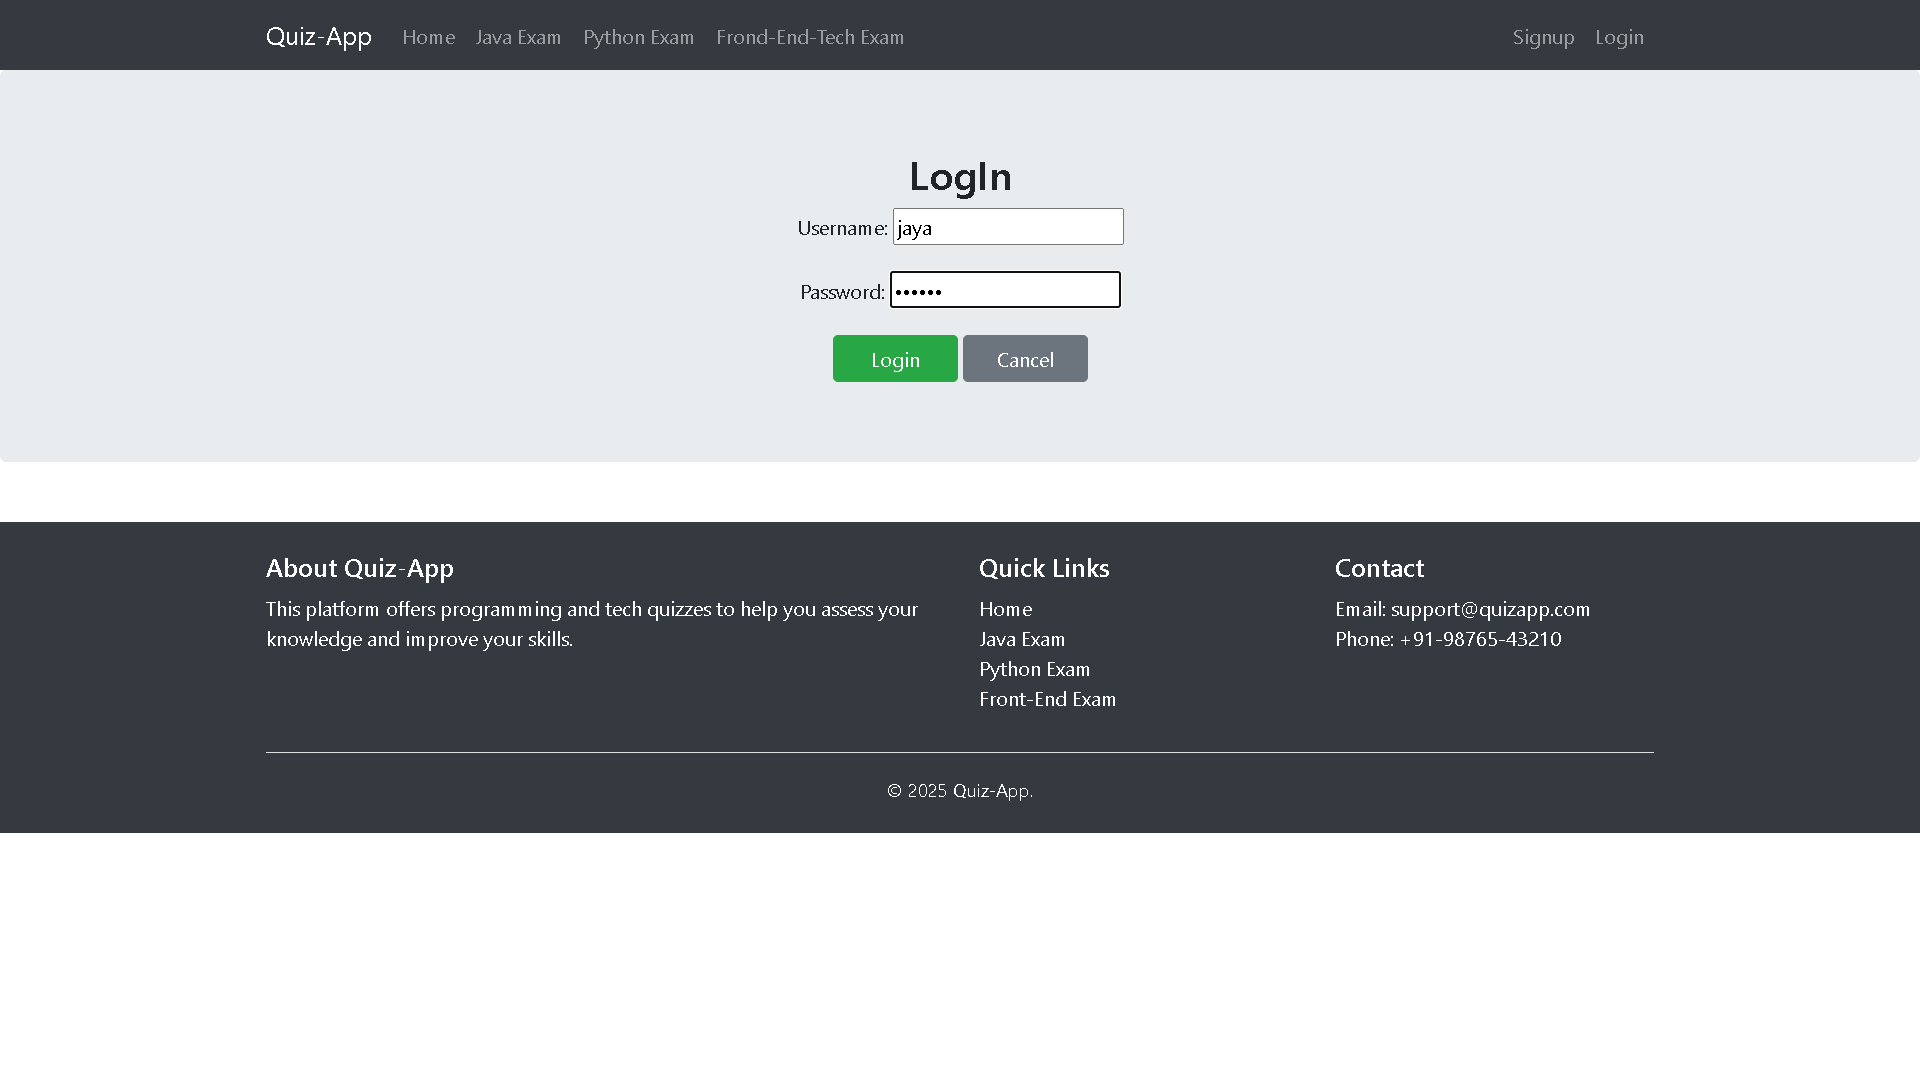 Quiz-App Home Java Exam Python Exam Frond-End-Tech Exam Signup Login
LogIn
Username: jaya
Password: ••••••
Login Cancel
About Quiz-App
This platform offers programming and tech quizzes to help you assess your
knowledge and improve your skills.
Quick Links
Home
Java Exam
Python Exam
Front-End Exam
Contact
Email: support@quizapp.com
Phone: +91-98765-43210
© 2025 Quiz-App.